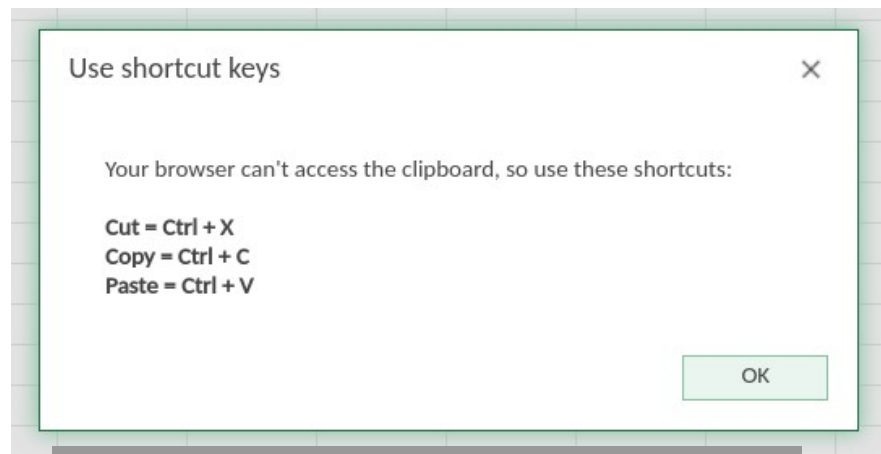 Use shortcut keys
Your browser can't access the clipboard, so use these shortcuts:
Cut = Ctrl + X
Copy = Ctrl + C
Paste = Ctrl + V
OK